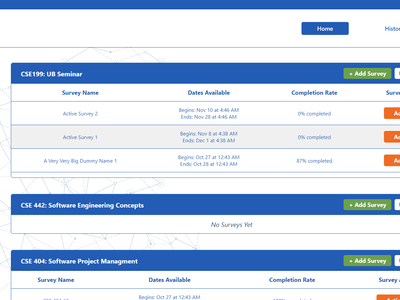 Home
Histor
CSE199: UB Seminar
+ Add Survey
Survey Name
Dates Available
Completion Rate
Surve
Active Survey 2
Begins: Nov 10 at 4:46 AM
Ends: Nov 28 at 4:46 AM
0% completed
Active Survey 1
Begins: Nov 8 at 4:38 AM
Ends: Dec 1 at 4:38 AM
0% completed
A Very Very Big Dummy Name 1
Begins: Oct 27 at 12:43 AM
Ends: Oct 28 at 12:43 AM
87% completed
CSE 442: Software Engineering Concepts
+ Add Survey
No Surveys Yet
CSE 404: Software Project Managment
+ Add Survey
Survey Name
Dates Available
Completion Rate
Survey A
Begins: Oct 27 at 12:43 AM